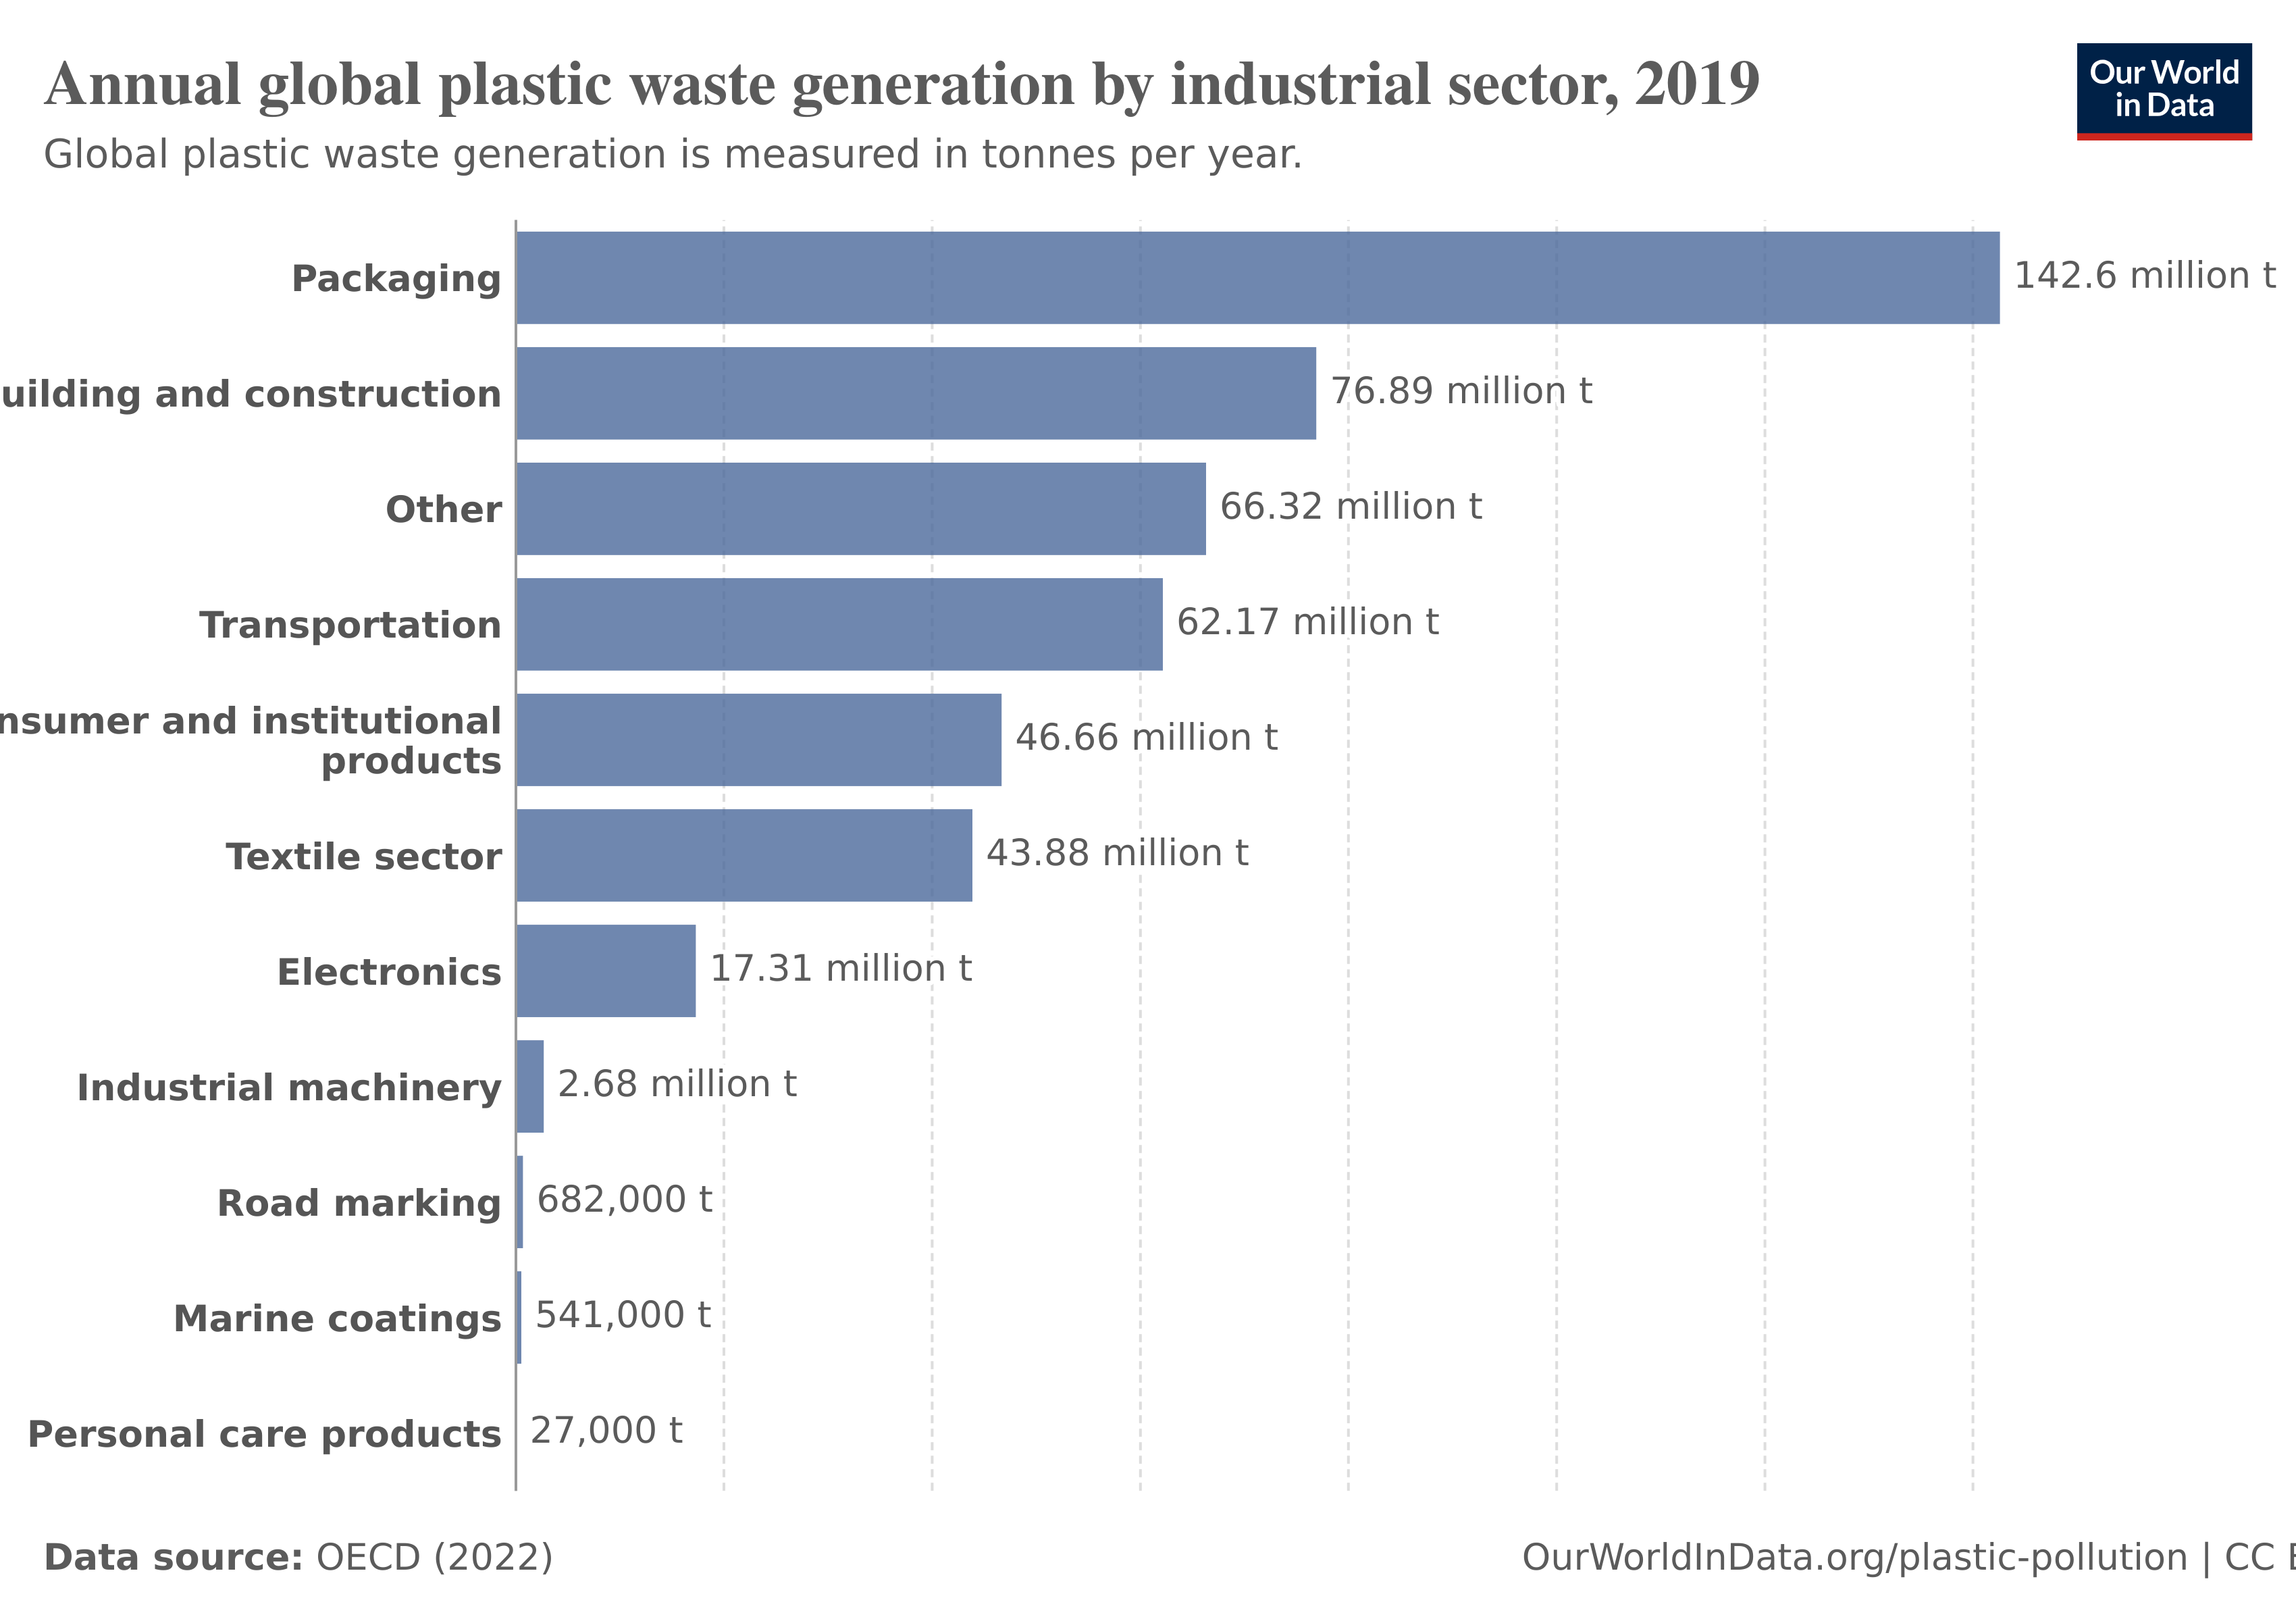 Annual global plastic waste generation by industrial sector, 2019
Our World
in Data
Global plastic waste generation is measured in tonnes per year.
Packaging 142.6 million t
uilding and construction 76.89 million t
Other 66.32 million t
Transportation 62.17 million t
nsumer and institutional
products 46.66 million t
Textile sector 43.88 million t
Electronics 17.31 million t
Industrial machinery 2.68 million t
Road marking 682,000 t
Marine coatings 541,000 t
Personal care products 27,000 t
Data source: OECD (2022)
OurWorldInData.org/plastic-pollution | CC